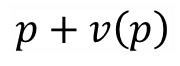 p + v(p)